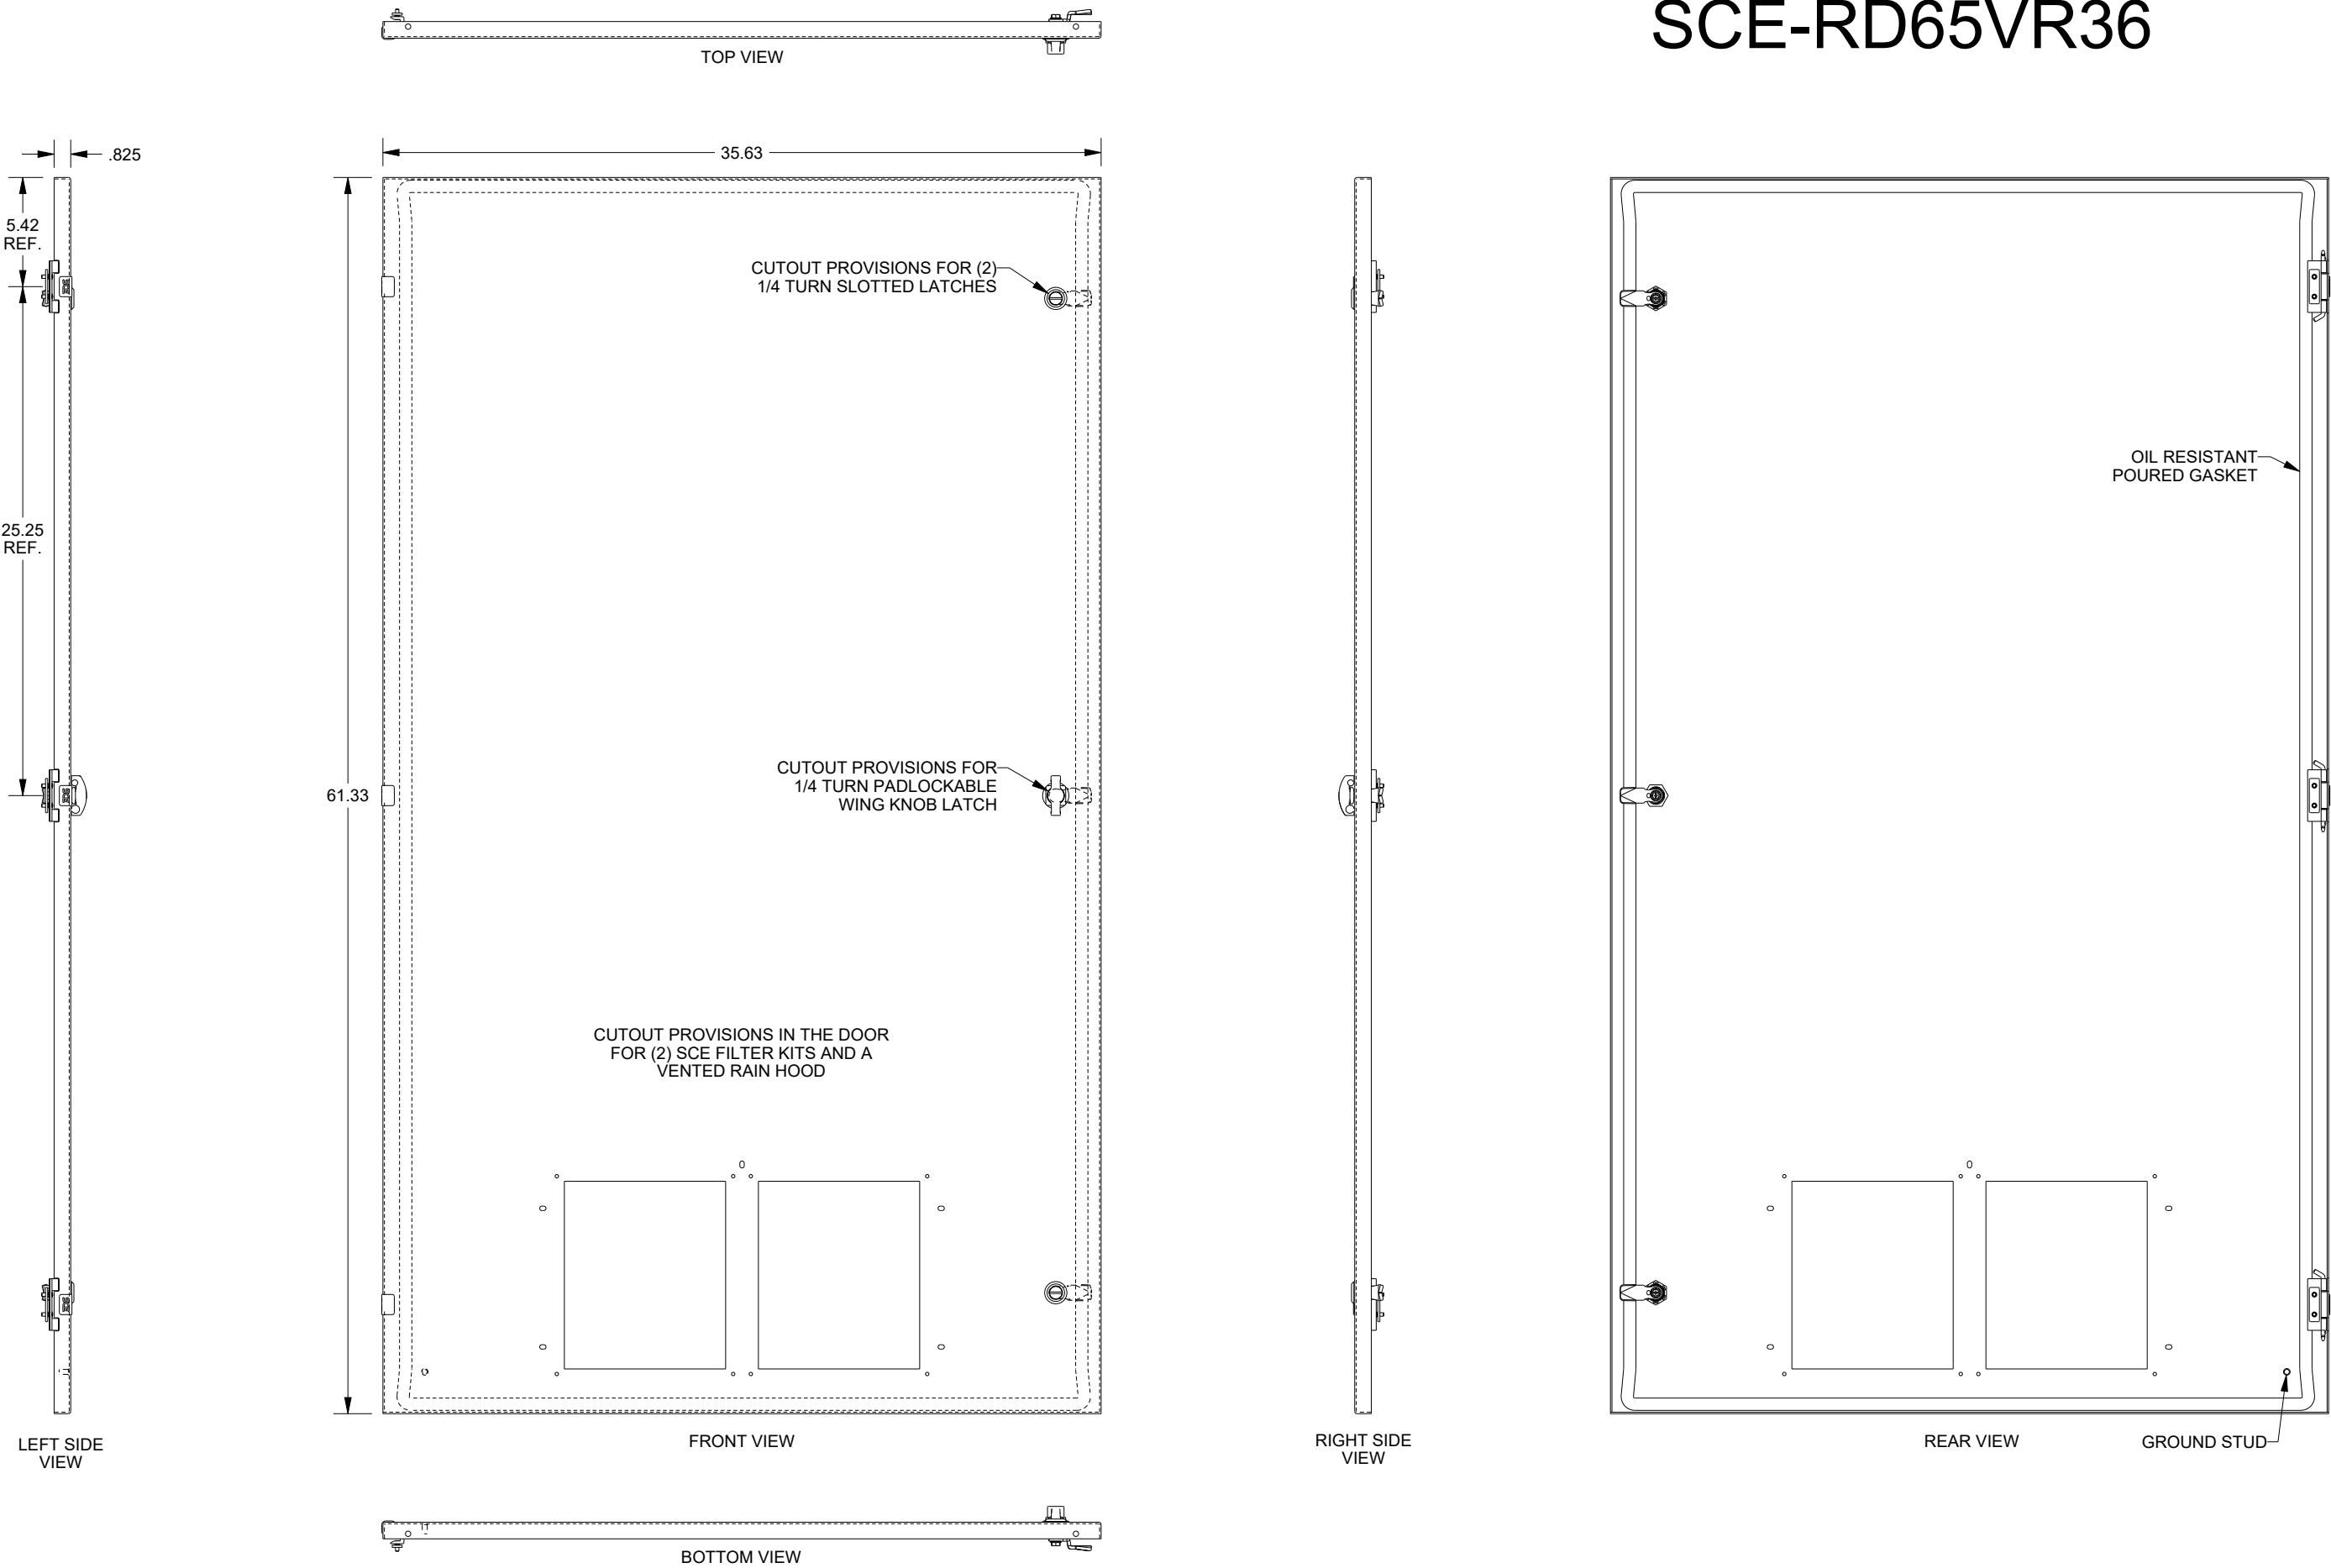 SCE-RD65VR36
TOP VIEW
.825
35.63
5.42
REF.
CUTOUT PROVISIONS FOR (2)
1/4 TURN SLOTTED LATCHES
OIL RESISTANT
POURED GASKET
25.25
REF.
CUTOUT PROVISIONS FOR
1/4 TURN PADLOCKABLE
WING KNOB LATCH
61.33
CUTOUT PROVISIONS IN THE DOOR
FOR (2) SCE FILTER KITS AND A
VENTED RAIN HOOD
LEFT SIDE
VIEW
FRONT VIEW
RIGHT SIDE
VIEW
REAR VIEW
GROUND STUD
BOTTOM VIEW
SCE
SCE
SCE